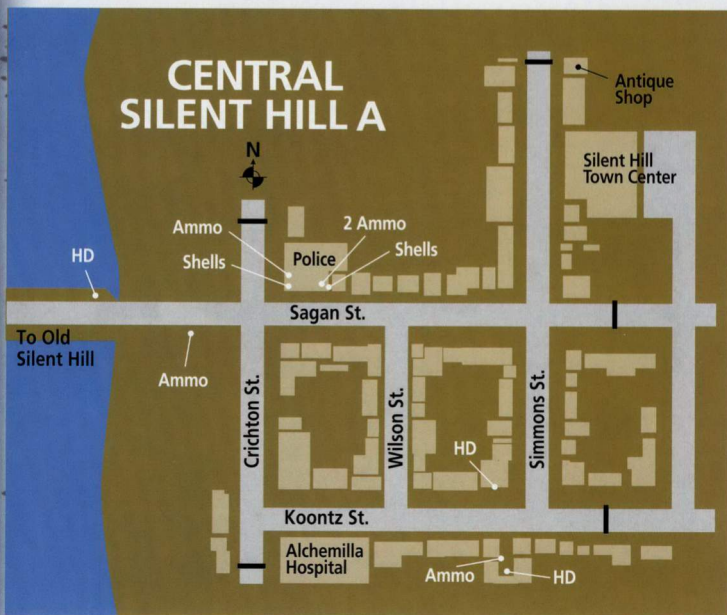 CENTRAL
SILENT HILL A
N
Antique
Shop
Silent Hill
Town Center
Ammo
2 Ammo
Shells
Police
Shells
HD
Sagan St.
To Old
Silent Hill
Ammo
Crichton St.
Wilson St.
Simmons St.
HD
Koontz St.
Alchemilla
Hospital
Ammo
HD